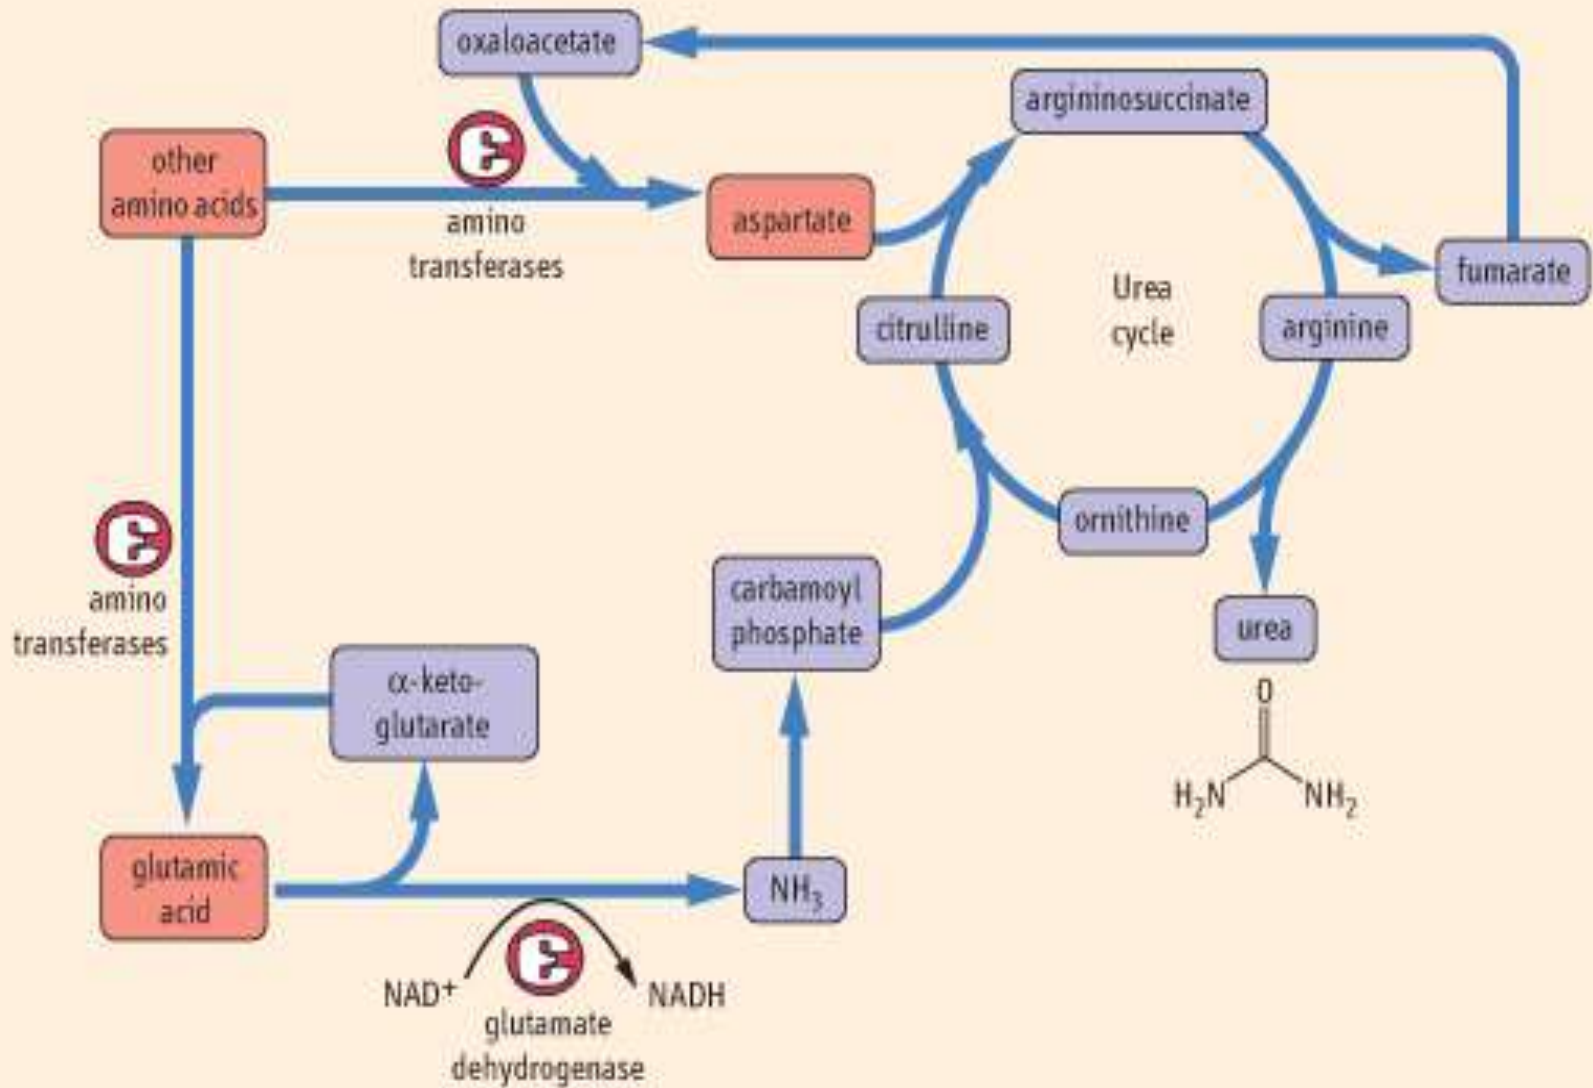 oxaloacetate
argininosuccinate
other
amino acids
amino
transferases
aspartate
fumarate
Urea
cycle
citrulline
arginine
ornithine
amino
transferases
carbamoyl
phosphate
urea
α-keto-
glutarate
O
H₂N
NH₂
glutamic
acid
NH₃
NAD⁺
NADH
glutamate
dehydrogenase